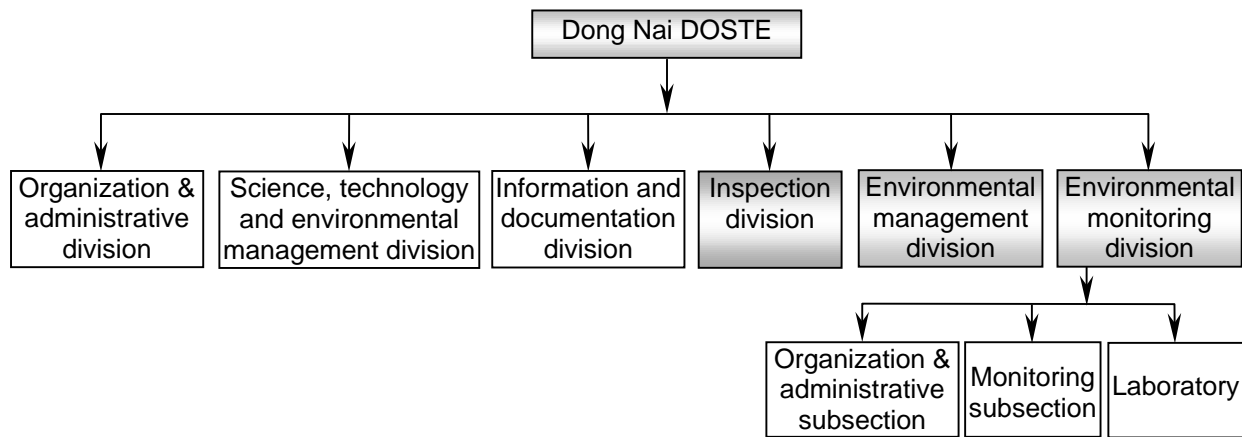 Dong Nai DOSTE
Organization &
administrative
division
Science, technology
and environmental
management division
Information and
documentation
division
Inspection
division
Environmental
management
division
Environmental
monitoring
division
Organization &
administrative
subsection
Monitoring
subsection
Laboratory